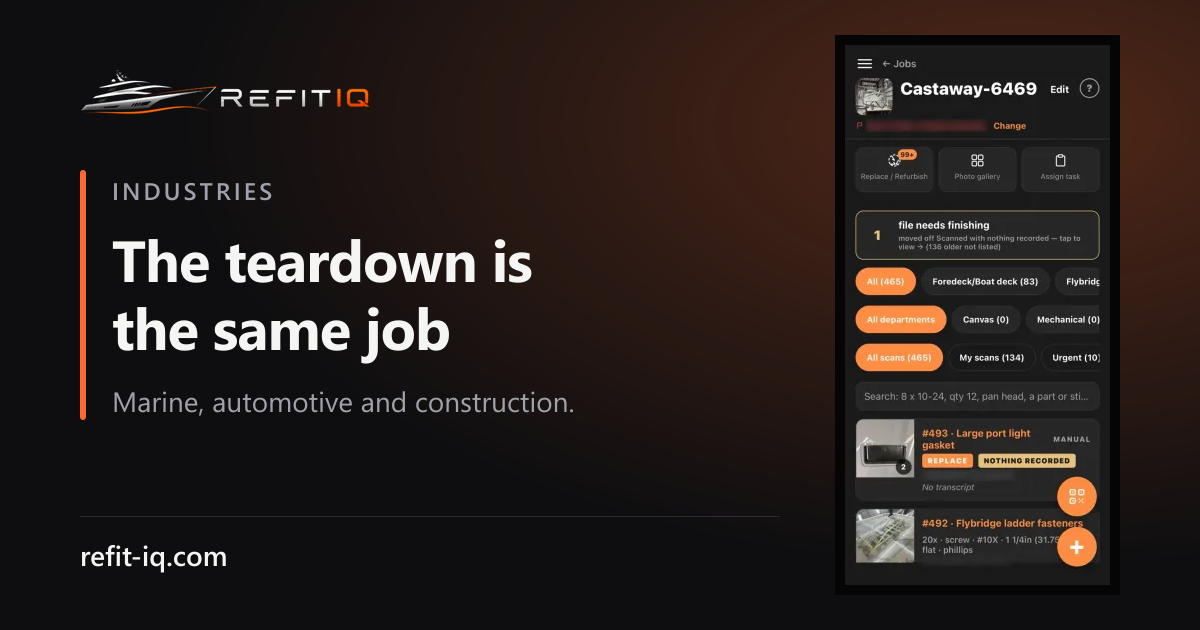 REFITIQ
INDUSTRIES
The teardown is
the same job
Marine, automotive and construction.
refit-iq.com
← Jobs
Castaway-6469
Edit
?
Change
99+
Replace / Refurbish
Photo gallery
Assign task
1
file needs finishing
moved off Scanned with nothing recorded — tap to
view → (136 older not listed)
All (465)
Foredeck/Boat deck (83)
Flybridg
All departments
Canvas (0)
Mechanical (0)
All scans (465)
My scans (134)
Urgent (10)
Search: 8 x 10-24, qty 12, pan head, a part or sti...
#493 · Large port light
gasket
MANUAL
REPLACE
NOTHING RECORDED
2
No transcript
#492 · Flybridge ladder fasteners
20x · screw · #10X · 1 1/4in (31.75
flat · phillips
+